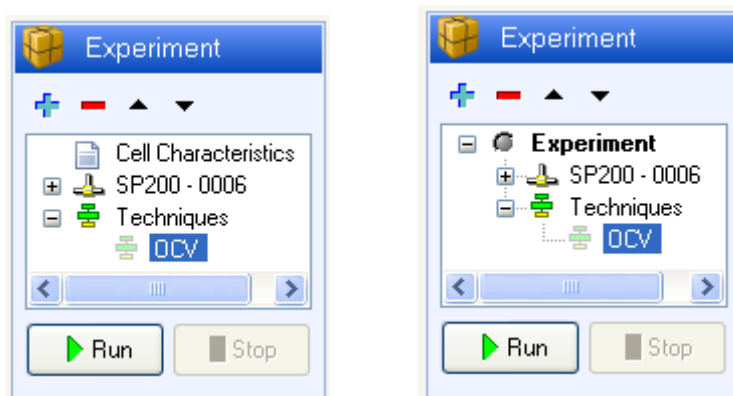 Experiment
Cell Characteristics
SP200 - 0006
Techniques
OCV
Run
Stop
Experiment
Experiment
SP200 - 0006
Techniques
OCV
Run
Stop